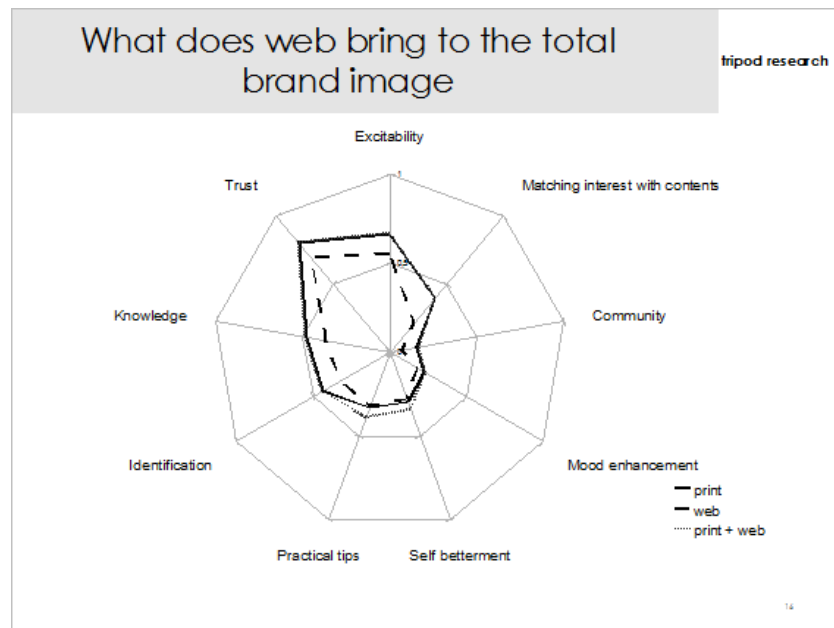 What does web bring to the total
brand image
tripod research
Excitability
1
Trust
Matching interest with contents
0.5
Knowledge
Community
Identification
Mood enhancement
print
web
print + web
Practical tips
Self betterment